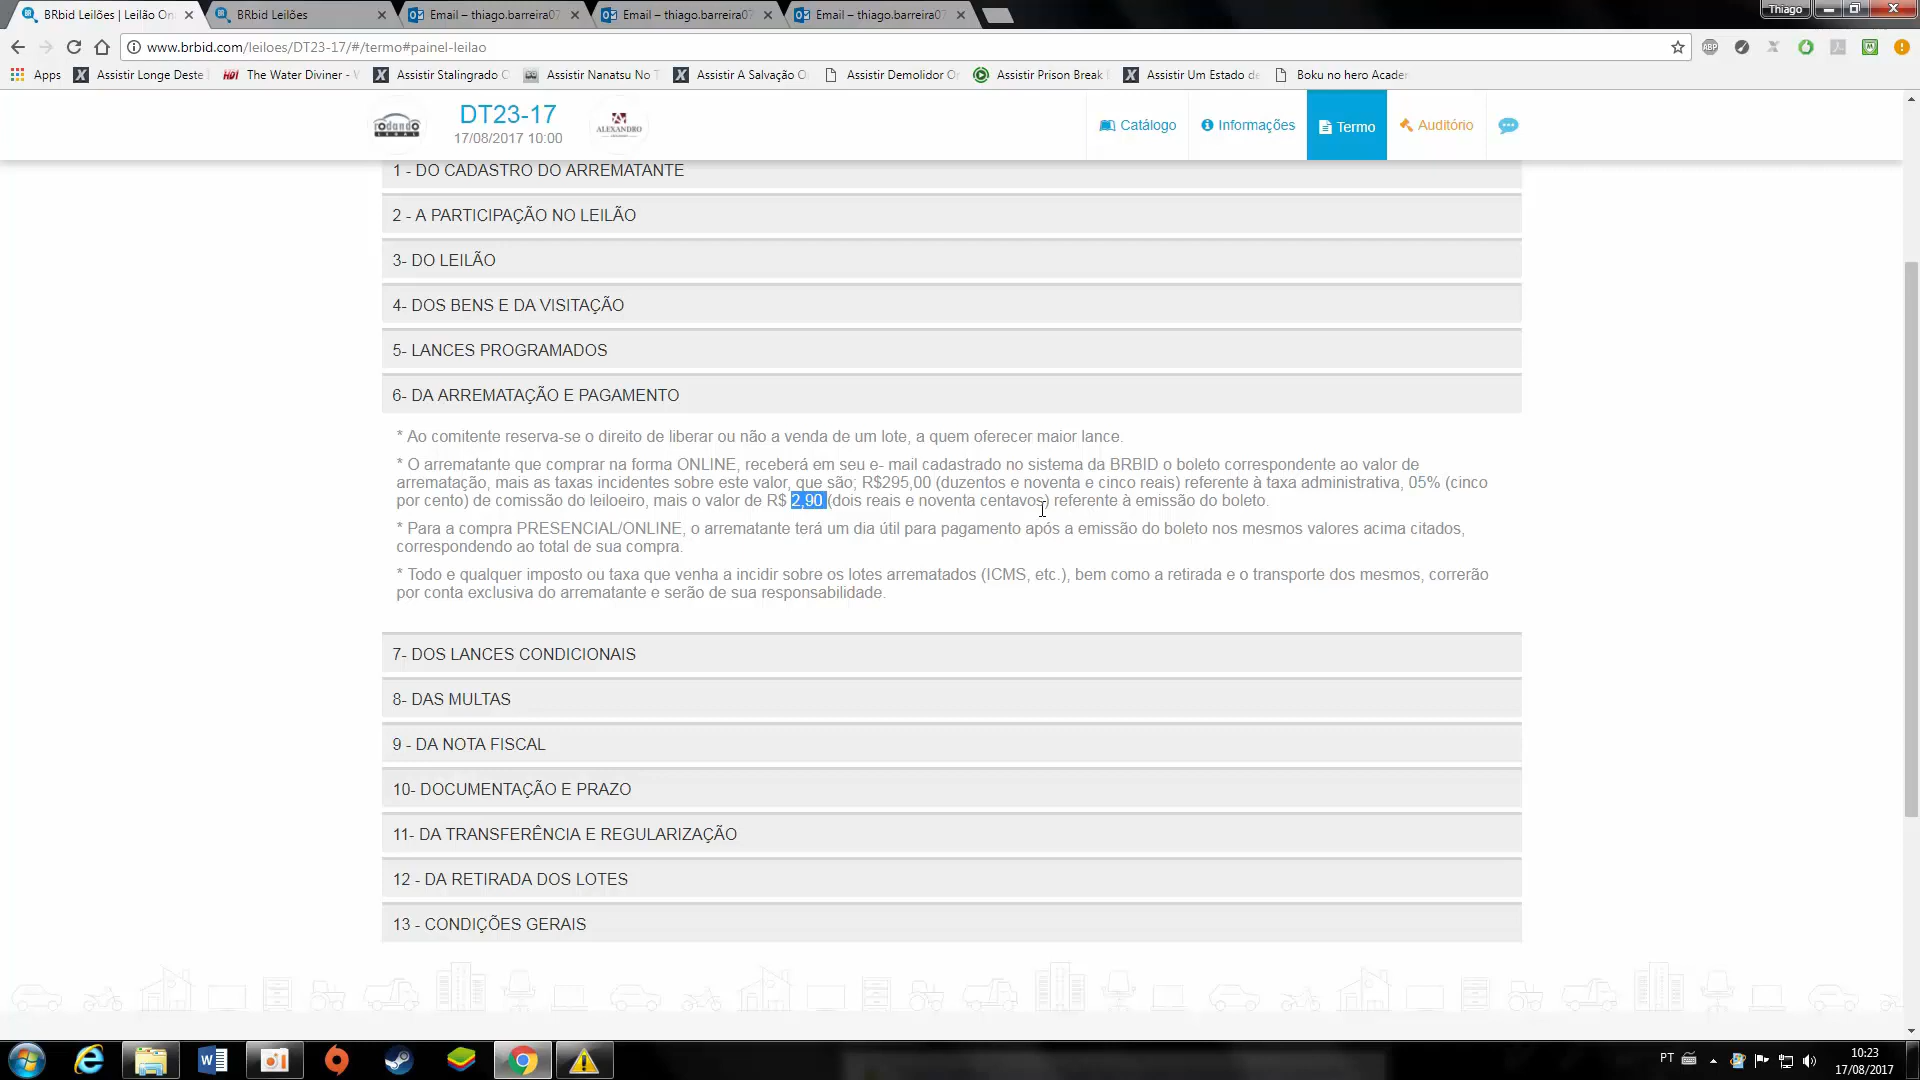 BRbid Leilões | Leilão On
BRbid Leilões
Email – thiago.barreira07
Email – thiago.barreira07
Email – thiago.barreira07
Thiago
www.brbid.com/leiloes/DT23-17/#/termo#painel-leilao
Apps
Assistir Longe Deste
The Water Diviner -
Assistir Stalingrado
Assistir Nanatsu No T
Assistir A Salvação O
Assistir Demolidor On
Assistir Prison Break
Assistir Um Estado de
Boku no hero Academ
rodando
LEGAL
DT23-17
17/08/2017 10:00
ALEXANDRO
Catálogo
Informações
Termo
Auditório
1 - DO CADASTRO DO ARREMATANTE
2 - A PARTICIPAÇÃO NO LEILÃO
3- DO LEILÃO
4- DOS BENS E DA VISITAÇÃO
5- LANCES PROGRAMADOS
6- DA ARREMATAÇÃO E PAGAMENTO
* Ao comitente reserva-se o direito de liberar ou não a venda de um lote, a quem oferecer maior lance.
* O arrematante que comprar na forma ONLINE, receberá em seu e- mail cadastrado no sistema da BRBID o boleto correspondente ao valor de
arrematação, mais as taxas incidentes sobre este valor, que são; R$295,00 (duzentos e noventa e cinco reais) referente à taxa administrativa, 05% (cinco
por cento) de comissão do leiloeiro, mais o valor de R$ 2,90 (dois reais e noventa centavos) referente à emissão do boleto.
* Para a compra PRESENCIAL/ONLINE, o arrematante terá um dia útil para pagamento após a emissão do boleto nos mesmos valores acima citados,
correspondendo ao total de sua compra.
* Todo e qualquer imposto ou taxa que venha a incidir sobre os lotes arrematados (ICMS, etc.), bem como a retirada e o transporte dos mesmos, correrão
por conta exclusiva do arrematante e serão de sua responsabilidade.
7- DOS LANCES CONDICIONAIS
8- DAS MULTAS
9 - DA NOTA FISCAL
10- DOCUMENTAÇÃO E PRAZO
11- DA TRANSFERÊNCIA E REGULARIZAÇÃO
12 - DA RETIRADA DOS LOTES
13 - CONDIÇÕES GERAIS
PT
10:23
17/08/2017